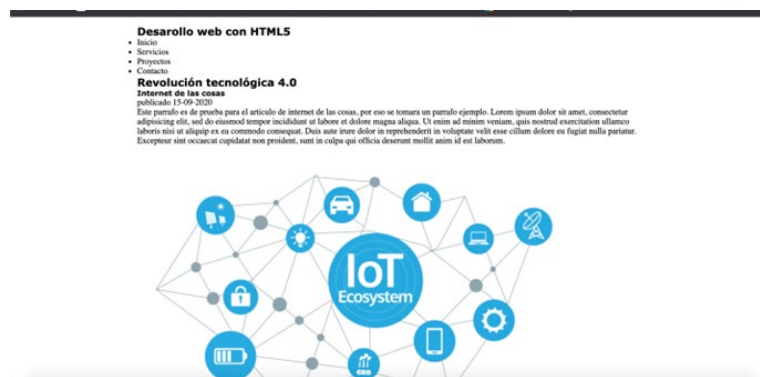 Desarollo web con HTML5
Inicio
Servicios
Proyectos
Contacto
Revolución tecnológica 4.0
Internet de las cosas
publicado 15-09-2020
Este parrafo es de prueba para el articulo de internet de las cosas, por eso se tomara un parrafo ejemplo. Lorem ipsum dolor sit amet, consectetur
adipisicing elit, sed do eiusmod tempor incididunt ut labore et dolore magna aliqua. Ut enim ad minim veniam, quis nostrud exercitation ullamco
laboris nisi ut aliquip ex ea commodo consequat. Duis aute irure dolor in reprehenderit in voluptate velit esse cillum dolore eu fugiat nulla pariatur.
Excepteur sint occaecat cupidatat non proident, sunt in culpa qui officia deserunt mollit anim id est laborum.
IoT
Ecosystem